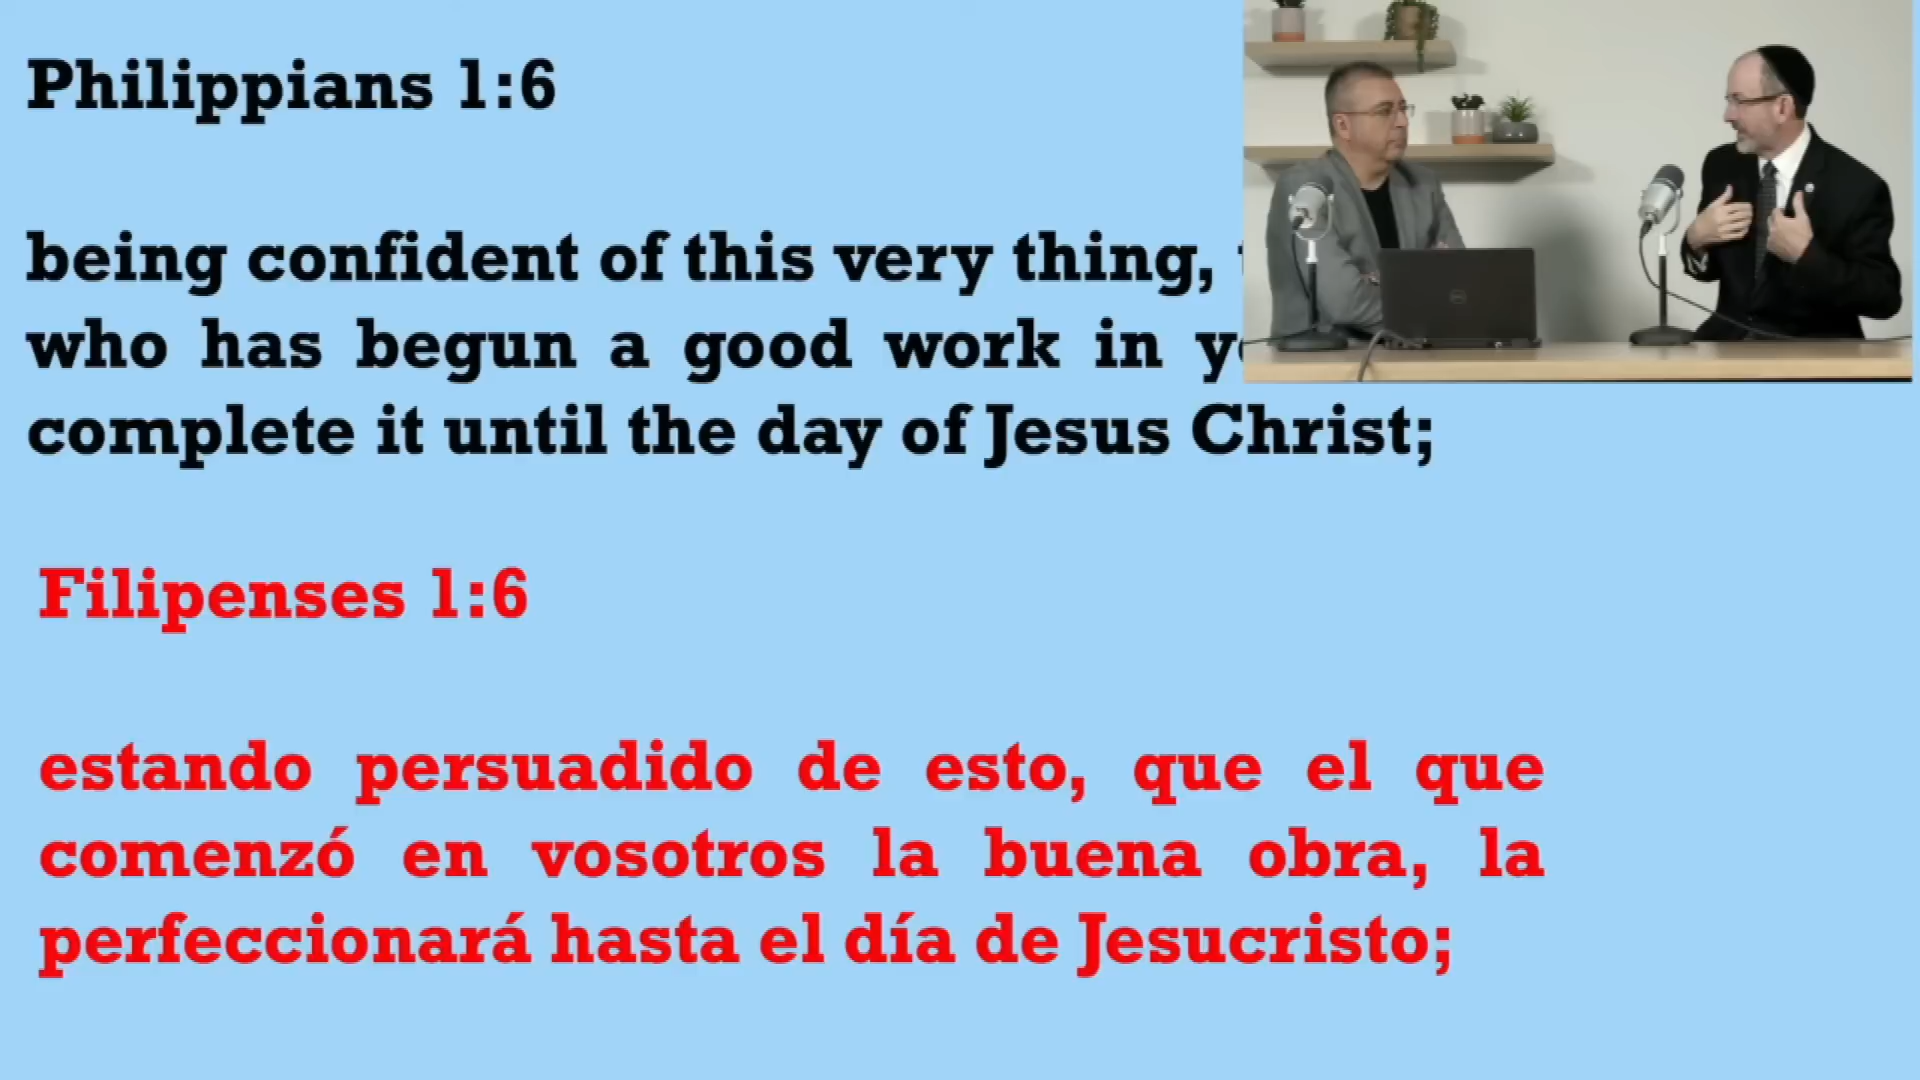 Philippians 1:6
being confident of this very thing,
who has begun a good work in
complete it until the day of Jesus Christ;
Filipenses 1:6
estando persuadido de esto, que el que
comenzó en vosotros la buena obra, la
perfeccionará hasta el día de Jesucristo;